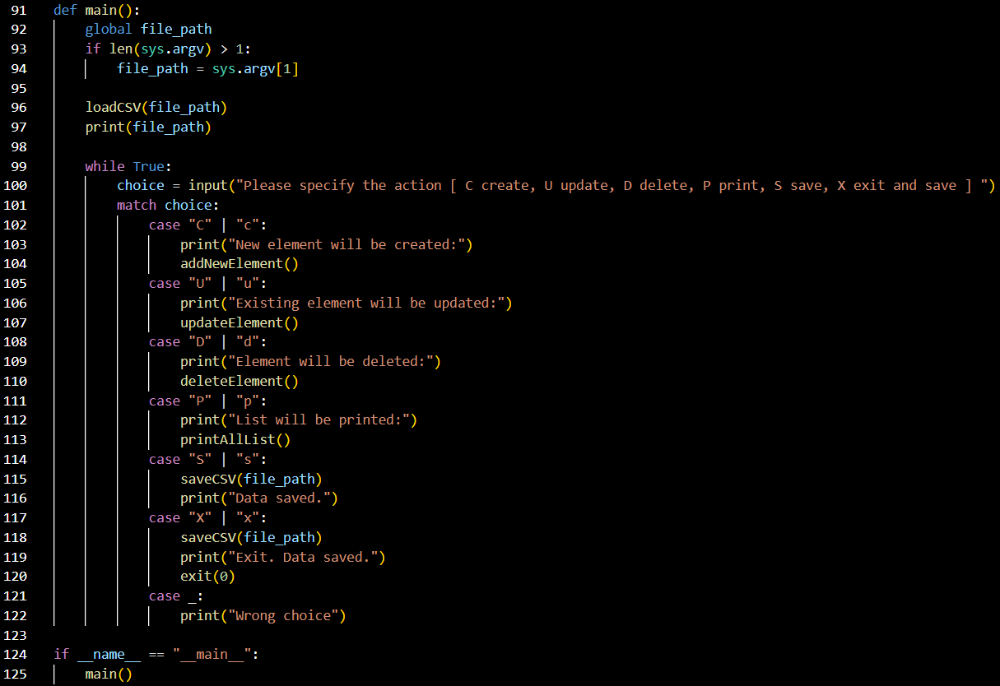 91 def main():
92     global file_path
93     if len(sys.argv) > 1:
94         file_path = sys.argv[1]
95
96     loadCSV(file_path)
97     print(file_path)
98
99     while True:
100         choice = input("Please specify the action [ C create, U update, D delete, P print, S save, X exit and save ] ")
101         match choice:
102             case "C" | "c":
103                 print("New element will be created:")
104                 addNewElement()
105             case "U" | "u":
106                 print("Existing element will be updated:")
107                 updateElement()
108             case "D" | "d":
109                 print("Element will be deleted:")
110                 deleteElement()
111             case "P" | "p":
112                 print("List will be printed:")
113                 printAllList()
114             case "S" | "s":
115                 saveCSV(file_path)
116                 print("Data saved.")
117             case "X" | "x":
118                 saveCSV(file_path)
119                 print("Exit. Data saved.")
120                 exit(0)
121             case _:
122                 print("Wrong choice")
123
124 if __name__ == "__main__":
125     main()